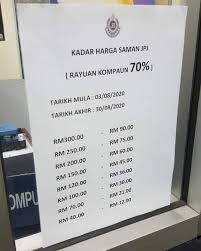 KADAR HARGA SAMAN JPJ
( RAYUAN KOMPAUN 70% )
TARIKH MULA : 03/08/2020
TARIKH AKHIR : 30/08/2020
RM300.00 - RM 90.00
RM 250.00 - RM 75.00
RM 200.00 - RM 60.00
RM 150.00 - RM 45.00
RM 120.00 - RM 36.00
RM 100.00 - RM 30.00
RM 70.00 - RM 21.00
RM 40.00 - RM 12.00
OMPU